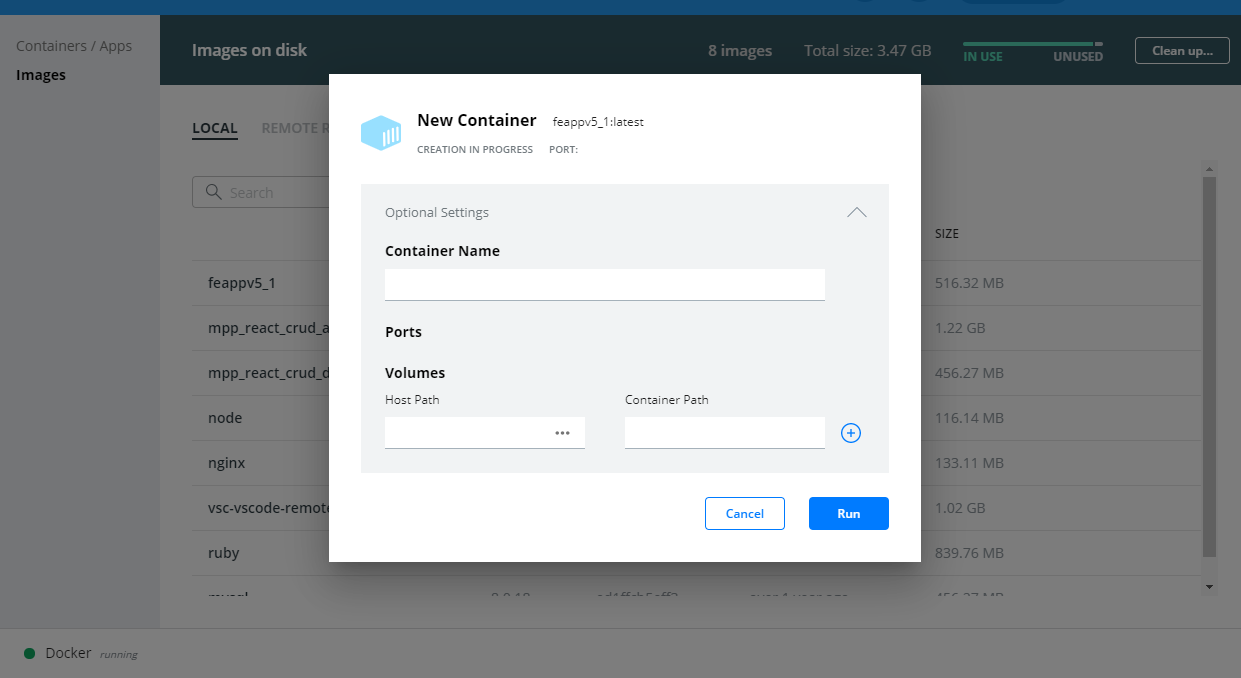 Containers / Apps
Images
Images on disk
8 images
Total size: 3.47 GB
IN USE
UNUSED
Clean up...
LOCAL
REMOTE R
Search
SIZE
feappv5_1
516.32 MB
mpp_react_crud_a
1.22 GB
mpp_react_crud_d
456.27 MB
node
116.14 MB
nginx
133.11 MB
vsc-vscode-remote
1.02 GB
ruby
839.76 MB
New Container
feappv5_1:latest
CREATION IN PROGRESS
PORT:
Optional Settings
Container Name
Ports
Volumes
Host Path
Container Path
Cancel
Run
Docker running